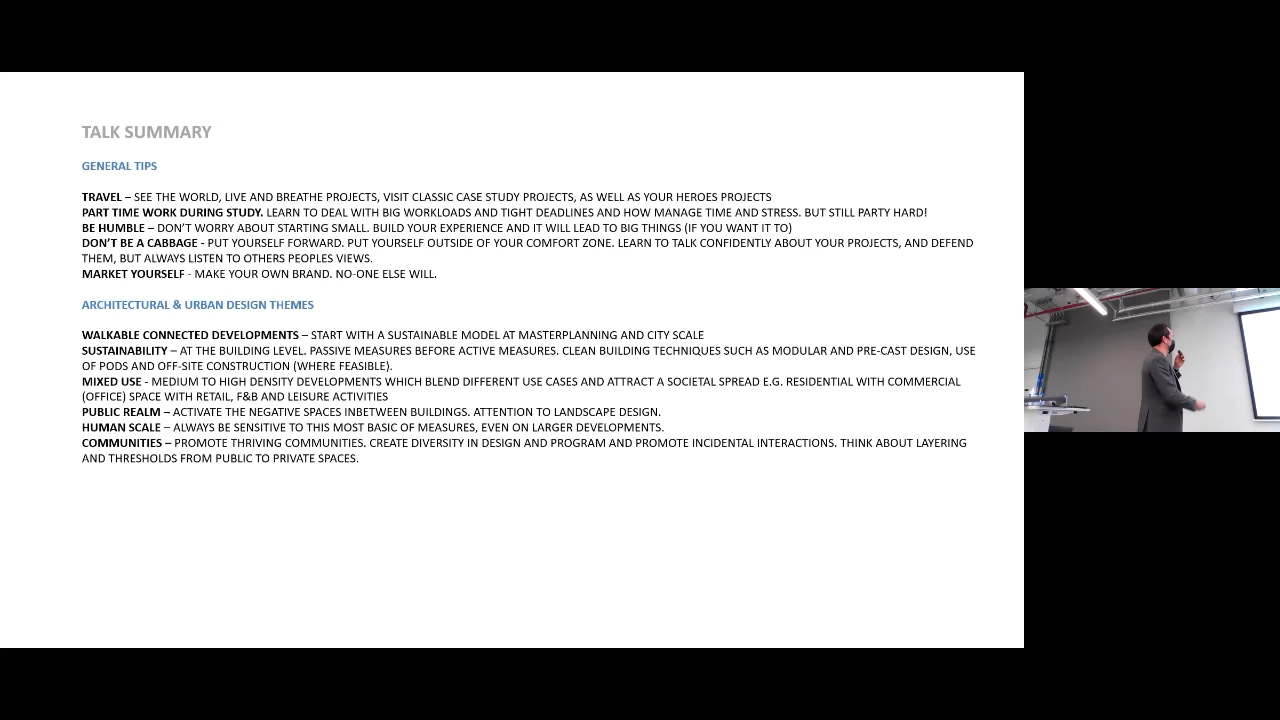 TALK SUMMARY
GENERAL TIPS
TRAVEL – SEE THE WORLD, LIVE AND BREATHE PROJECTS, VISIT CLASSIC CASE STUDY PROJECTS, AS WELL AS YOUR HEROES PROJECTS
PART TIME WORK DURING STUDY. LEARN TO DEAL WITH BIG WORKLOADS AND TIGHT DEADLINES AND HOW MANAGE TIME AND STRESS. BUT STILL PARTY HARD!
BE HUMBLE – DON'T WORRY ABOUT STARTING SMALL. BUILD YOUR EXPERIENCE AND IT WILL LEAD TO BIG THINGS (IF YOU WANT IT TO)
DON'T BE A CABBAGE - PUT YOURSELF FORWARD. PUT YOURSELF OUTSIDE OF YOUR COMFORT ZONE. LEARN TO TALK CONFIDENTLY ABOUT YOUR PROJECTS, AND DEFEND
THEM, BUT ALWAYS LISTEN TO OTHERS PEOPLES VIEWS.
MARKET YOURSELF - MAKE YOUR OWN BRAND. NO-ONE ELSE WILL.
ARCHITECTURAL & URBAN DESIGN THEMES
WALKABLE CONNECTED DEVELOPMENTS – START WITH A SUSTAINABLE MODEL AT MASTERPLANNING AND CITY SCALE
SUSTAINABILITY – AT THE BUILDING LEVEL. PASSIVE MEASURES BEFORE ACTIVE MEASURES. CLEAN BUILDING TECHNIQUES SUCH AS MODULAR AND PRE-CAST DESIGN, USE
OF PODS AND OFF-SITE CONSTRUCTION (WHERE FEASIBLE).
MIXED USE - MEDIUM TO HIGH DENSITY DEVELOPMENTS WHICH BLEND DIFFERENT USE CASES AND ATTRACT A SOCIETAL SPREAD E.G. RESIDENTIAL WITH COMMERCIAL
(OFFICE) SPACE WITH RETAIL, F&B AND LEISURE ACTIVITIES
PUBLIC REALM – ACTIVATE THE NEGATIVE SPACES INBETWEEN BUILDINGS. ATTENTION TO LANDSCAPE DESIGN.
HUMAN SCALE – ALWAYS BE SENSITIVE TO THIS MOST BASIC OF MEASURES, EVEN ON LARGER DEVELOPMENTS.
COMMUNITIES – PROMOTE THRIVING COMMUNITIES. CREATE DIVERSITY IN DESIGN AND PROGRAM AND PROMOTE INCIDENTAL INTERACTIONS. THINK ABOUT LAYERING
AND THRESHOLDS FROM PUBLIC TO PRIVATE SPACES.